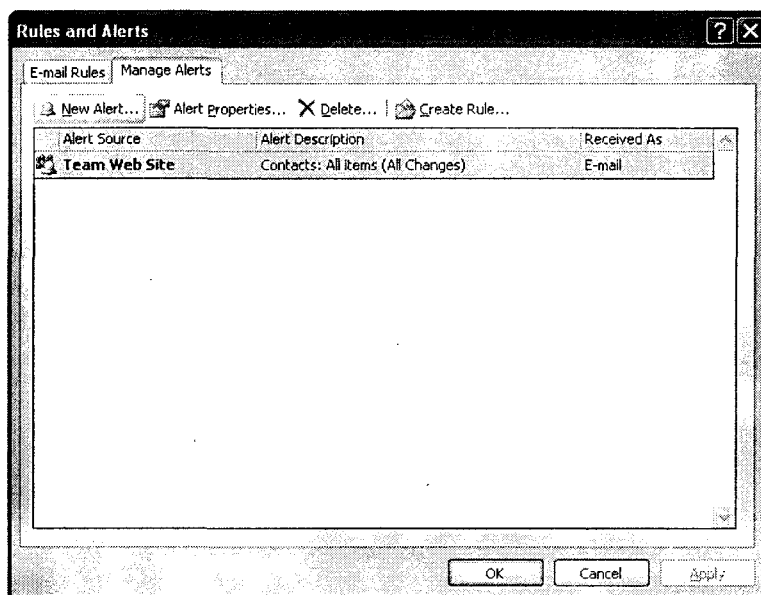 Rules and Alerts
E-mail Rules Manage Alerts
New Alert... Alert Properties... Delete... Create Rule...
Alert Source Alert Description Received As
Team Web Site Contacts: All items (All Changes) E-mail
OK Cancel Apply